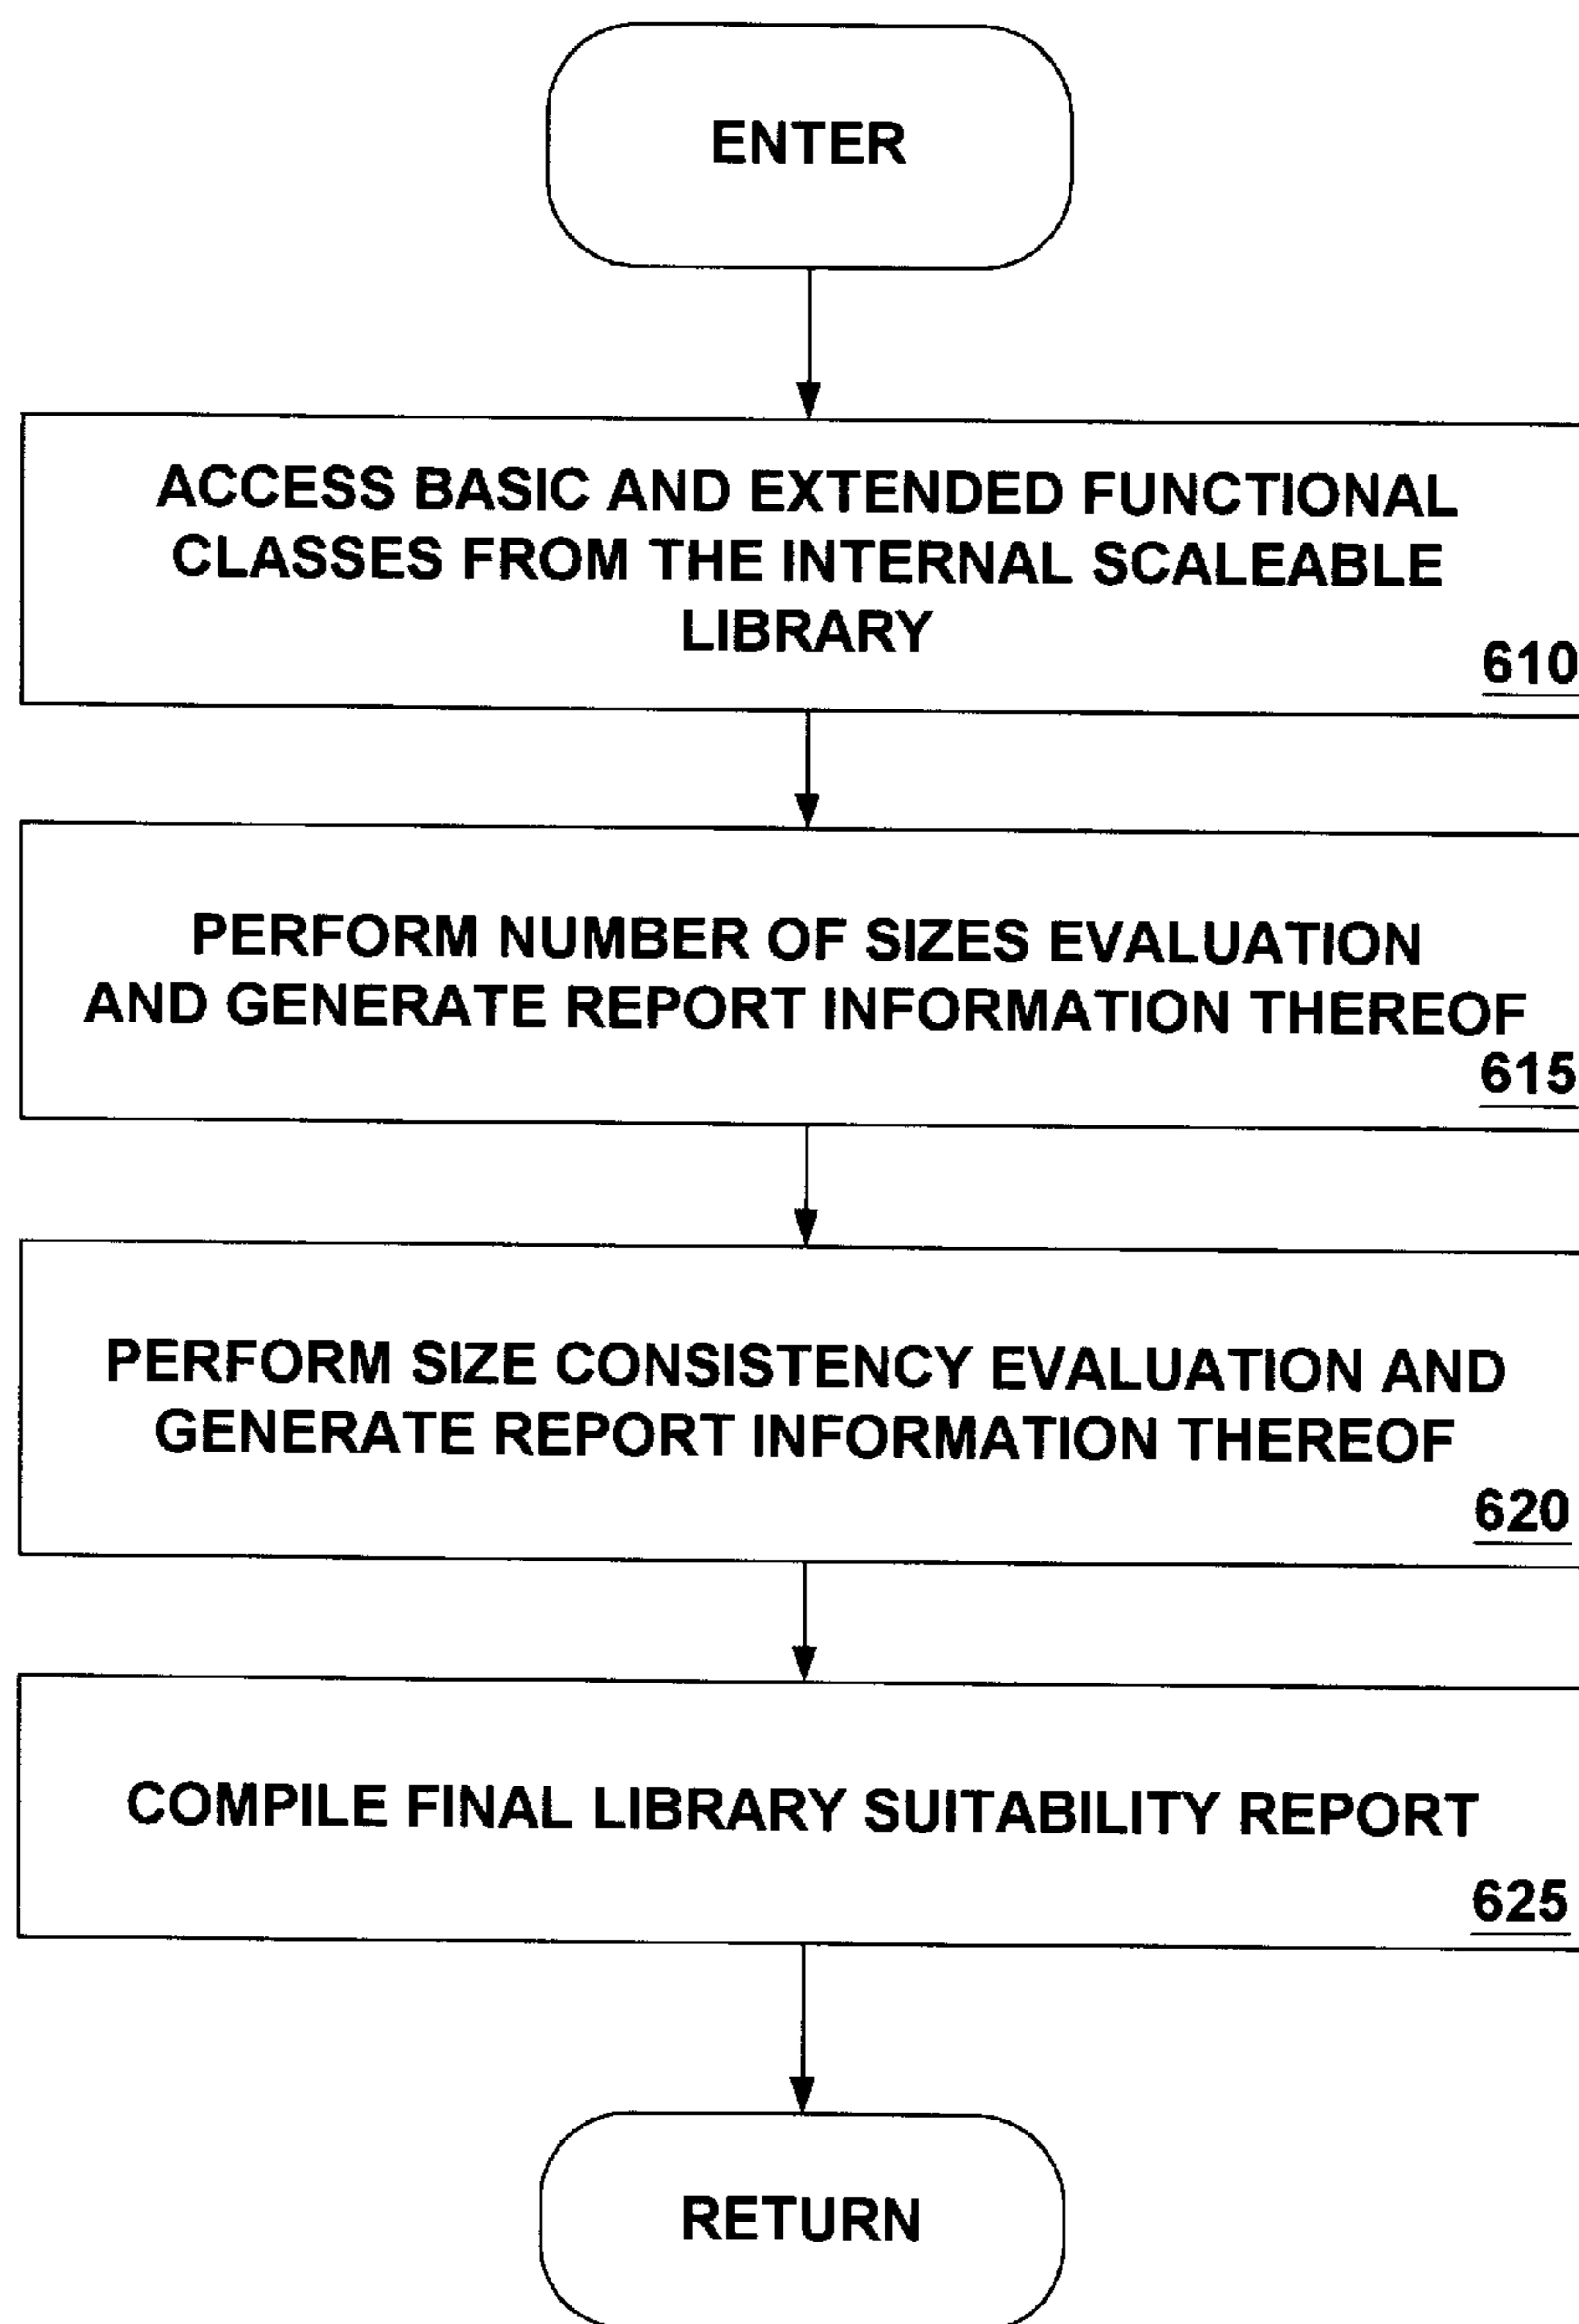 ENTER
ACCESS BASIC AND EXTENDED FUNCTIONAL
CLASSES FROM THE INTERNAL SCALEABLE
LIBRARY
610
PERFORM NUMBER OF SIZES EVALUATION
AND GENERATE REPORT INFORMATION THEREOF
615
PERFORM SIZE CONSISTENCY EVALUATION AND
GENERATE REPORT INFORMATION THEREOF
620
COMPILE FINAL LIBRARY SUITABILITY REPORT
625
RETURN